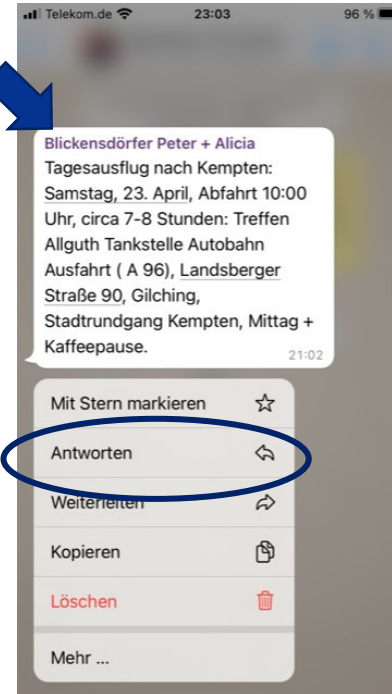 Telekom.de 23:03 96 %
Blickensdörfer Peter + Alicia
Tagesausflug nach Kempten:
Samstag, 23. April, Abfahrt 10:00
Uhr, circa 7-8 Stunden: Treffen
Allguth Tankstelle Autobahn
Ausfahrt ( A 96), Landsberger
Straße 90, Gilching,
Stadtrundgang Kempten, Mittag +
Kaffeepause.
21:02
Mit Stern markieren
Antworten
Weiterleiten
Kopieren
Löschen
Mehr ...